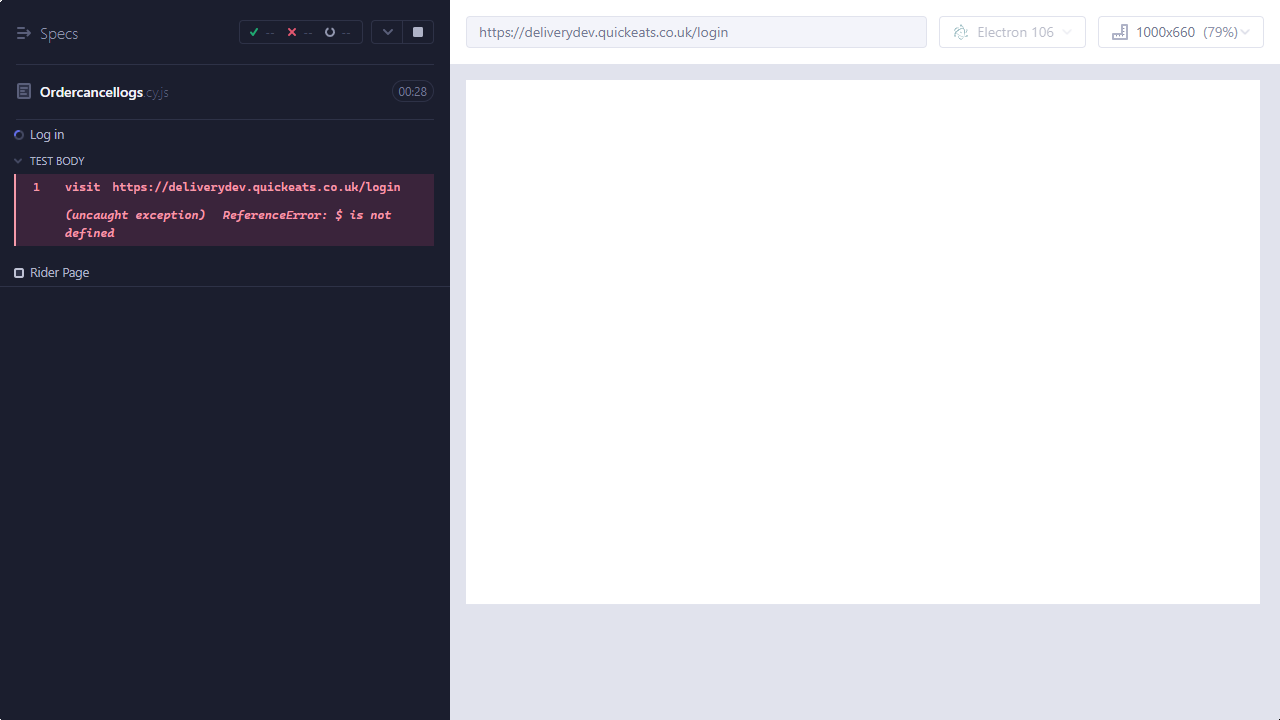 Specs
-- -- --
Ordercancellogs.cy.js
00:28
Log in
TEST BODY
1 visit https://deliverydev.quickeats.co.uk/login
(uncaught exception) ReferenceError: $ is not
defined
Rider Page
https://deliverydev.quickeats.co.uk/login
Electron 106
1000x660 (79%)